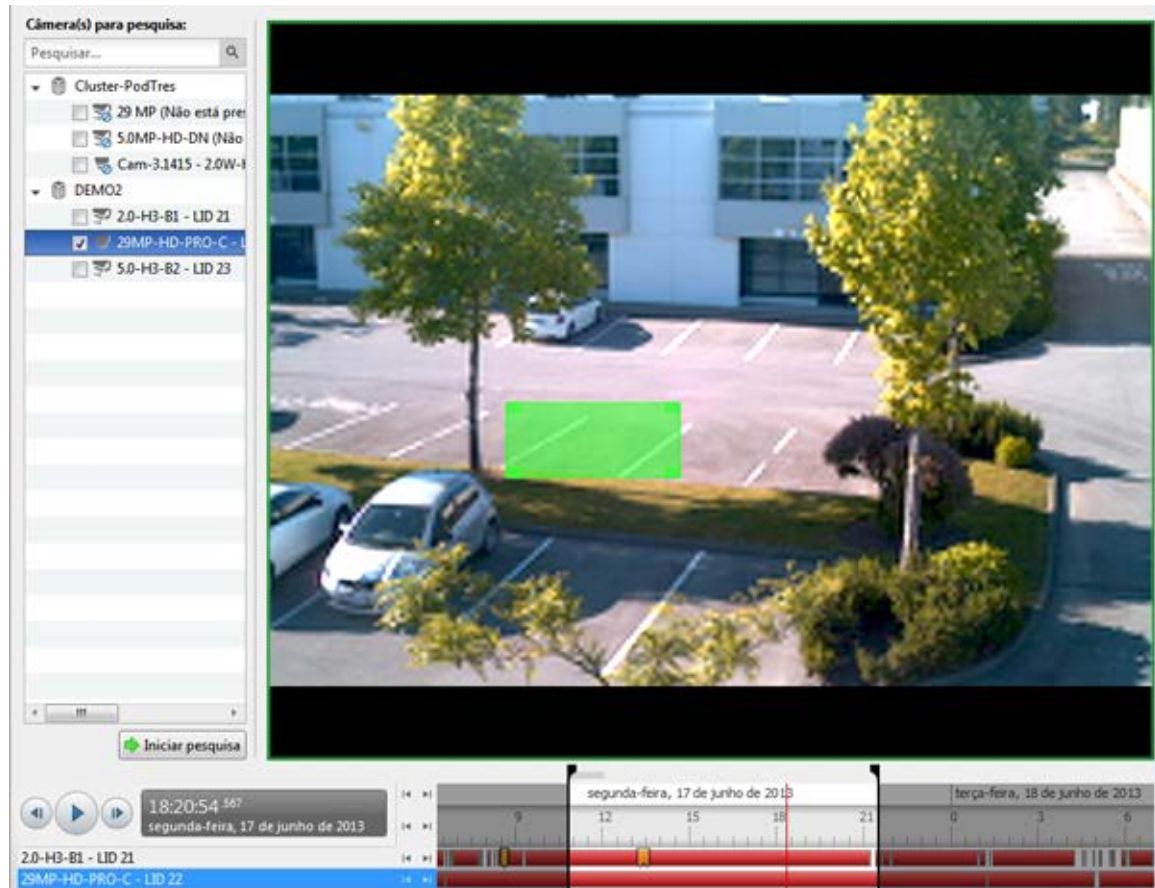 Câmera(s) para pesquisa:
Pesquisar...
Cluster-PodTres
29 MP (Não está pres
5.0MP-HD-DN (Não
Cam-3.1415 - 2.0W-H
DEMO2
2.0-H3-B1 - LID 21
29MP-HD-PRO-C - L
5.0-H3-B2 - LID 23
Iniciar pesquisa
18:20:54 .567
segunda-feira, 17 de junho de 2013
segunda-feira, 17 de junho de 2013
terça-feira, 18 de junho de 2013
9 12 15 18 21 0 3 6
2.0-H3-B1 - LID 21
29MP-HD-PRO-C - LID 22